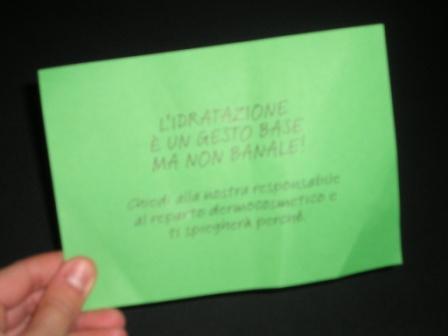 L'IDRATAZIONE
È UN GESTO BASE
MA NON BANALE!
Chiedi alla nostra responsabile
al reparto dermocosmetico e
ti spiegherà perché.